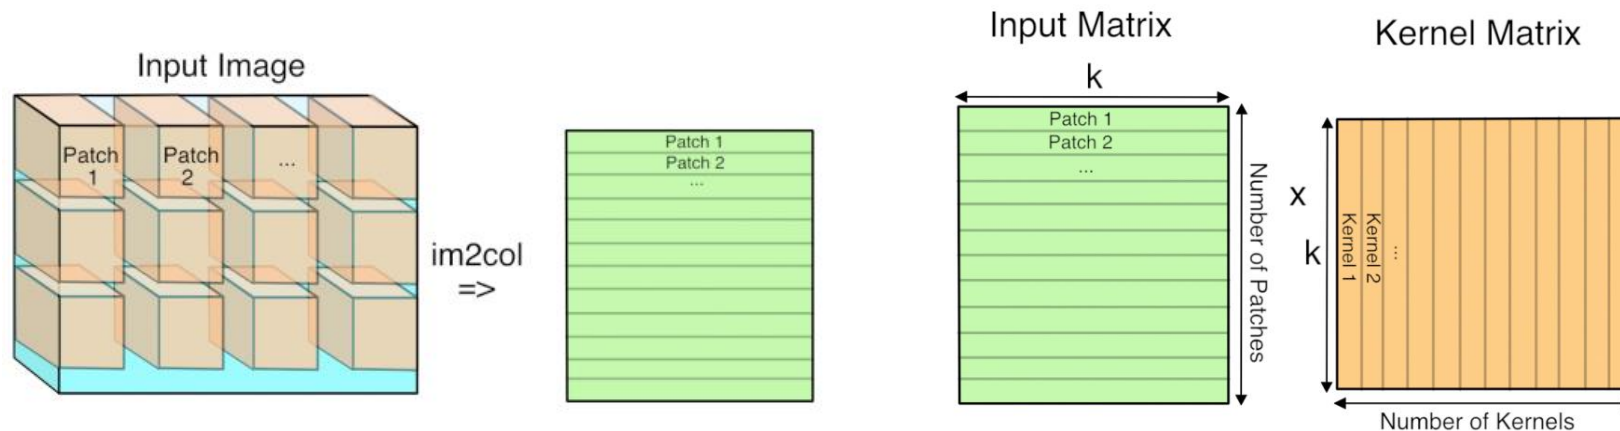 Input Image
Patch
1
Patch
2
...
im2col
=>
Patch 1
Patch 2
...
Input Matrix
k
Patch 1
Patch 2
...
Number of Patches
x
Kernel Matrix
k
Kernel 1
Kernel 2
...
Number of Kernels